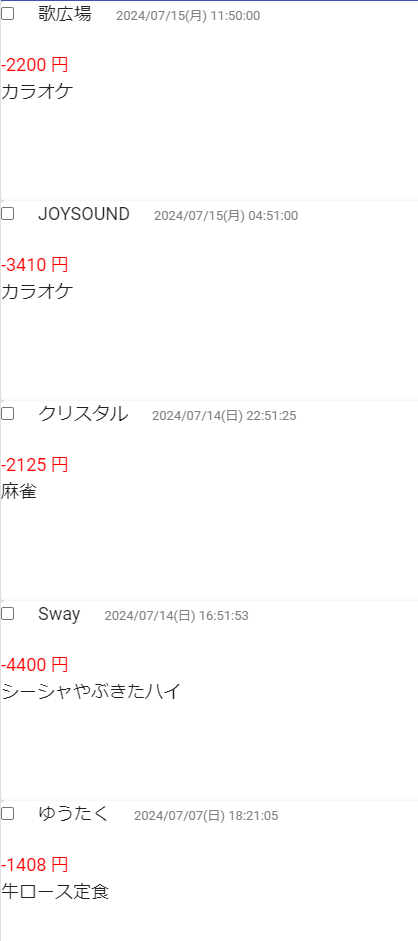 歌広場 2024/07/15(月) 11:50:00
-2200 円
カラオケ
JOYSOUND 2024/07/15(月) 04:51:00
-3410 円
カラオケ
クリスタル 2024/07/14(日) 22:51:25
-2125 円
麻雀
Sway 2024/07/14(日) 16:51:53
-4400 円
シーシャやぶきたハイ
ゆうたく 2024/07/07(日) 18:21:05
-1408 円
牛ロース定食